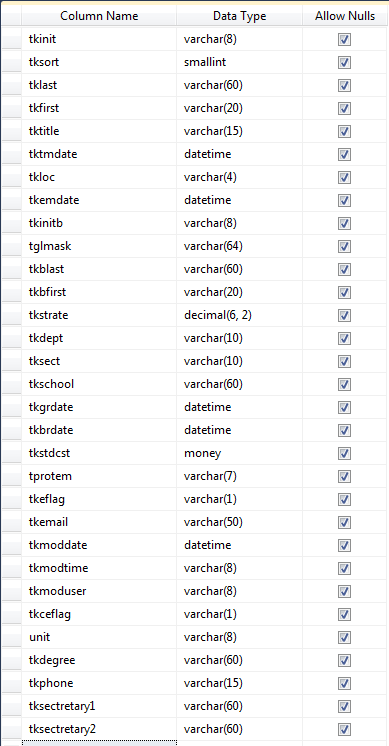 Column Name Data Type Allow Nulls
tkinit varchar(8)
tksort smallint
tklast varchar(60)
tkfirst varchar(20)
tktitle varchar(15)
tktmdate datetime
tkloc varchar(4)
tkemdate datetime
tkinitb varchar(8)
tglmask varchar(64)
tkblast varchar(60)
tkbfirst varchar(20)
tkstrate decimal(6, 2)
tkdept varchar(10)
tksect varchar(10)
tkschool varchar(60)
tkgrdate datetime
tkbrdate datetime
tkstdcst money
tprotem varchar(7)
tkeflag varchar(1)
tkemail varchar(50)
tkmoddate datetime
tkmodtime varchar(8)
tkmoduser varchar(8)
tkceflag varchar(1)
unit varchar(8)
tkdegree varchar(60)
tkphone varchar(15)
tksectretary1 varchar(60)
tksectretary2 varchar(60)